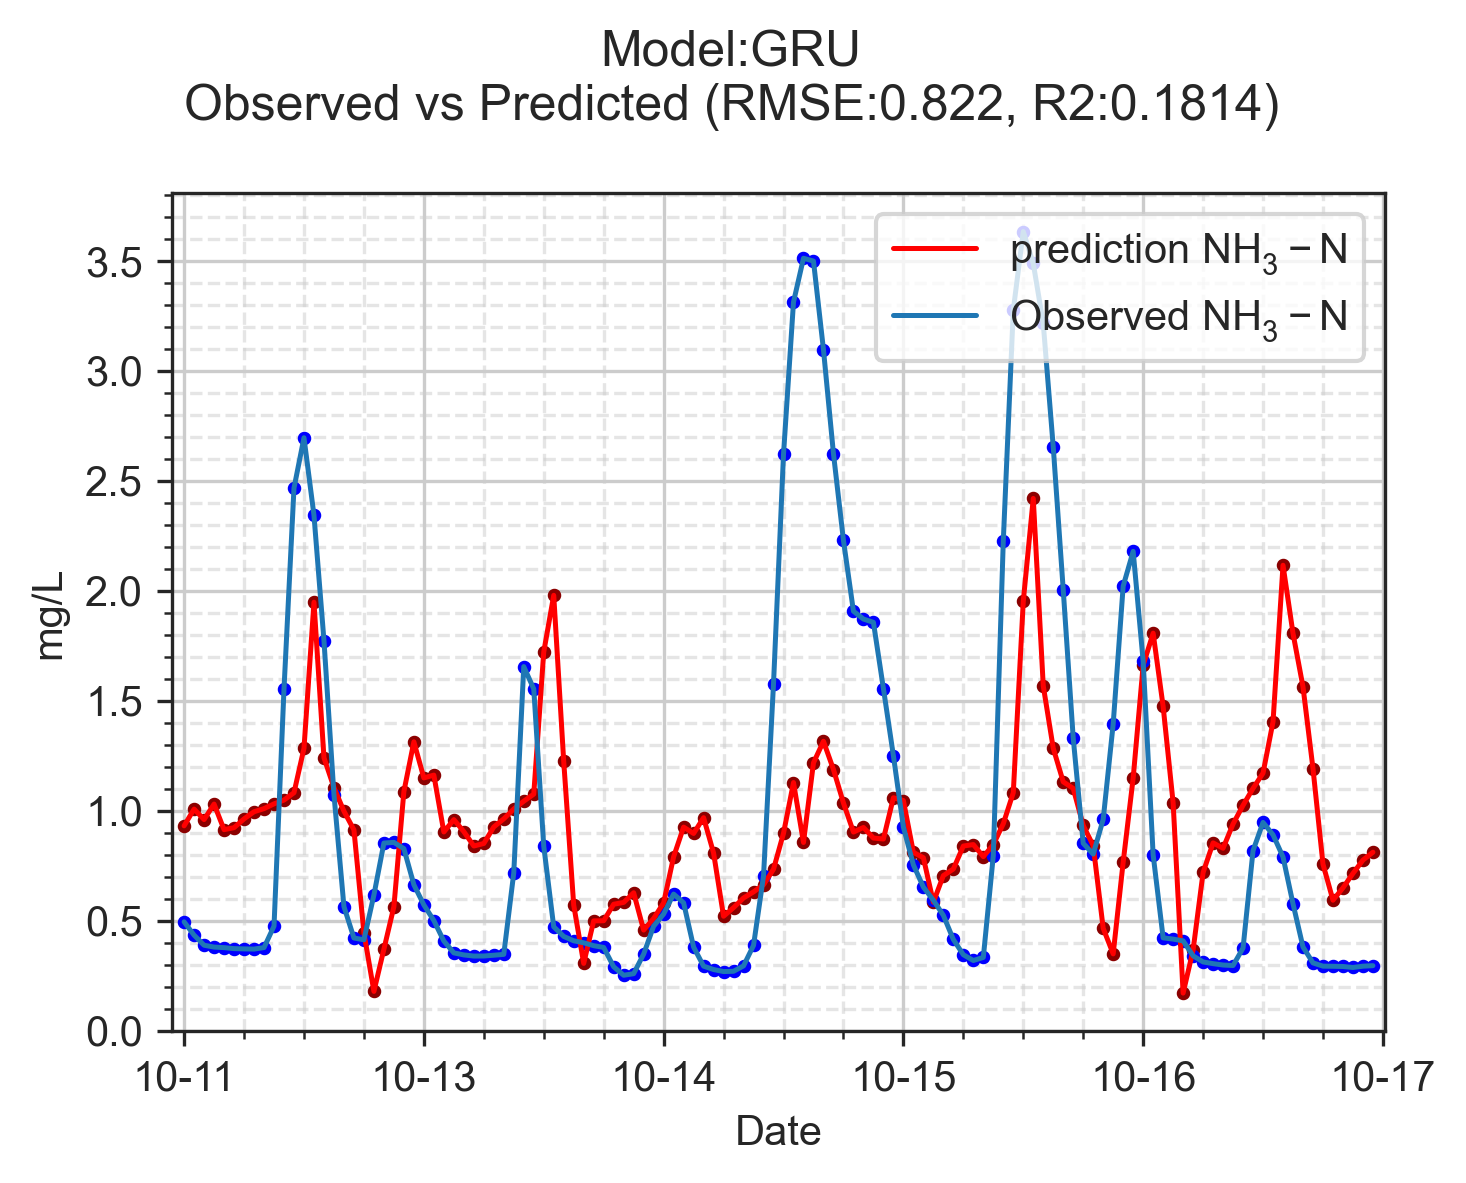 Model:GRU
Observed vs Predicted (RMSE:0.822, R2:0.1814)
prediction NH₃ − N
Observed NH₃ − N
3.5
3.0
2.5
2.0
1.5
1.0
0.5
0.0
mg/L
10-11 10-13 10-14 10-15 10-16 10-17
Date